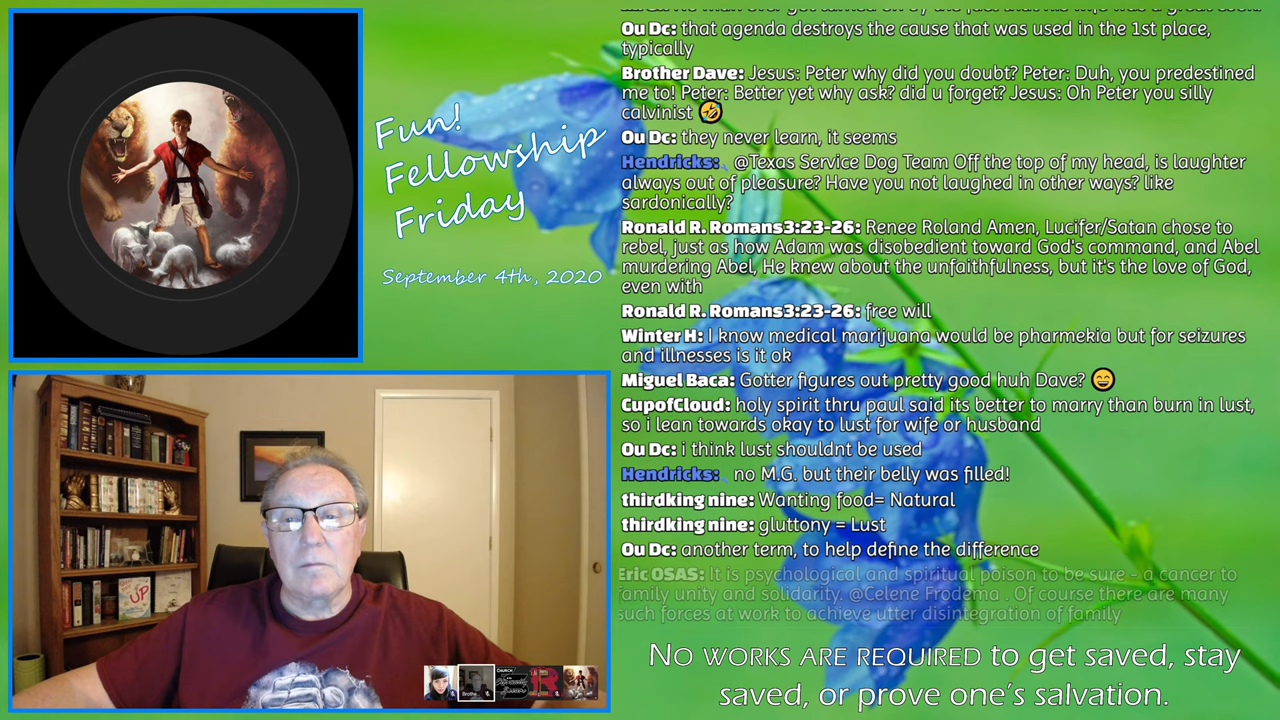 Fun!
Fellowship
Friday
September 4th, 2020
Ou Dc: that agenda destroys the cause that was used in the 1st place,
typically
Brother Dave: Jesus: Peter why did you doubt? Peter: Duh, you predestined
me to! Peter: Better yet why ask? did u forget? Jesus: Oh Peter you silly
calvinist 🤣
Ou Dc: they never learn, it seems
Hendricks: @Texas Service Dog Team Off the top of my head, is laughter
always out of pleasure? Have you not laughed in other ways? like
sardonically?
Ronald R. Romans3:23-26: Renee Roland Amen, Lucifer/Satan chose to
rebel, just as how Adam was disobedient toward God's command, and Abel
murdering Abel, He knew about the unfaithfulness, but it's the love of God,
even with
Ronald R. Romans3:23-26: free will
Winter H: I know medical marijuana would be pharmekia but for seizures
and illnesses is it ok
Miguel Baca: Gotter figures out pretty good huh Dave? 😄
CupofCloud: holy spirit thru paul said its better to marry than burn in lust,
so i lean towards okay to lust for wife or husband
Ou Dc: i think lust shouldnt be used
Hendricks: no M.G. but their belly was filled!
thirdking nine: Wanting food= Natural
thirdking nine: gluttony = Lust
Ou Dc: another term, to help define the difference
Eric OSAS: It is psychological and spiritual poison to be sure - a cancer to
family unity and solidarity. @Celene Frodema . Of course there are many
such forces at work to achieve utter disintegration of family
No works are required to get saved, stay
saved, or prove one's salvation.
UP
Brothe...